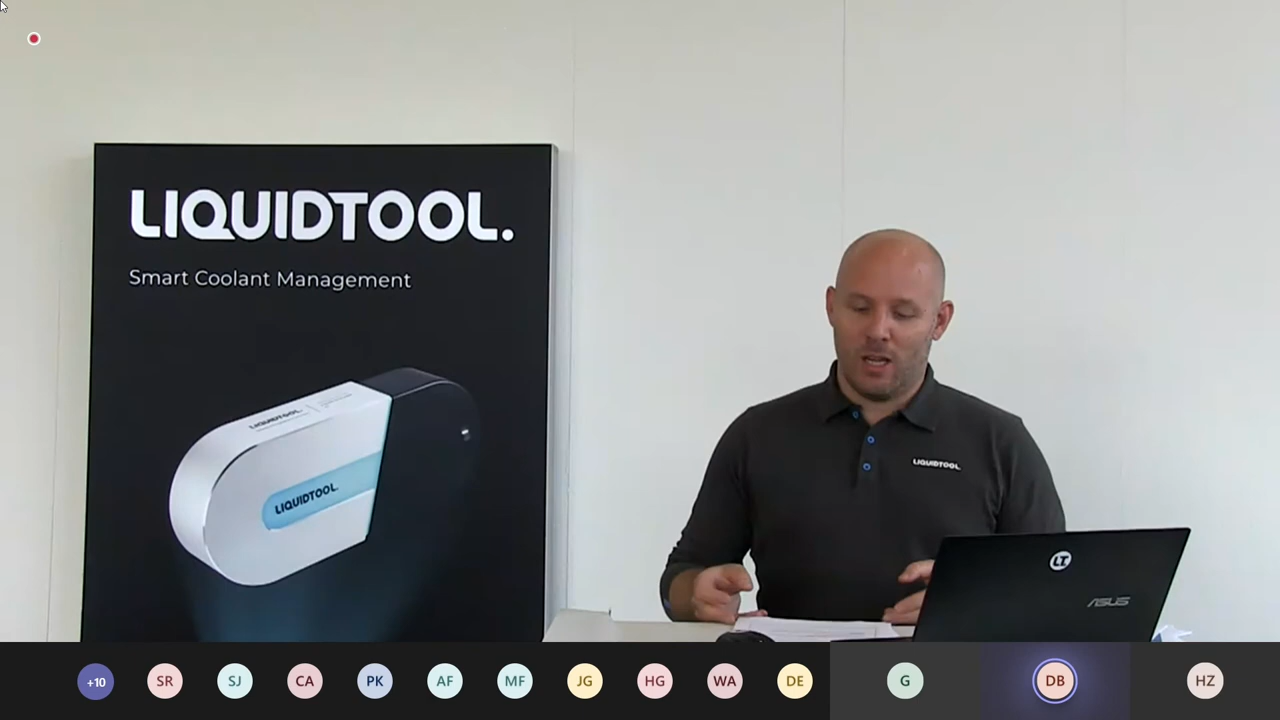 LIQUIDTOOL.
Smart Coolant Management
LIQUIDTOOL.
LIQUIDTOOL.
LIQUIDTOOL.
LT
ASUS
+10
SR
SJ
CA
PK
AF
MF
JG
HG
WA
DE
G
DB
HZ